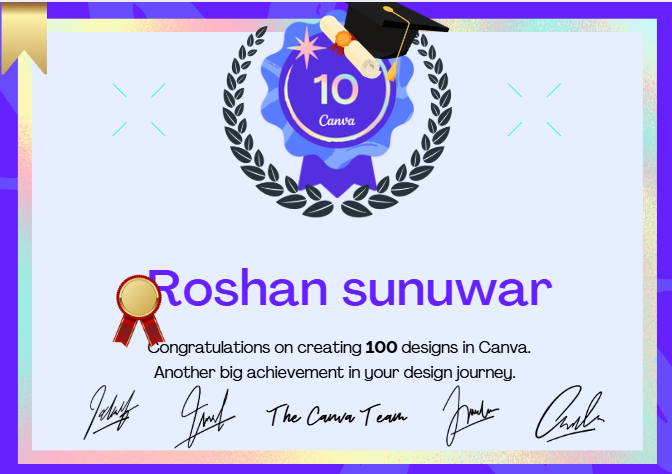 10
Canva
Roshan sunuwar
Congratulations on creating 100 designs in Canva.
Another big achievement in your design journey.
The Canva Team